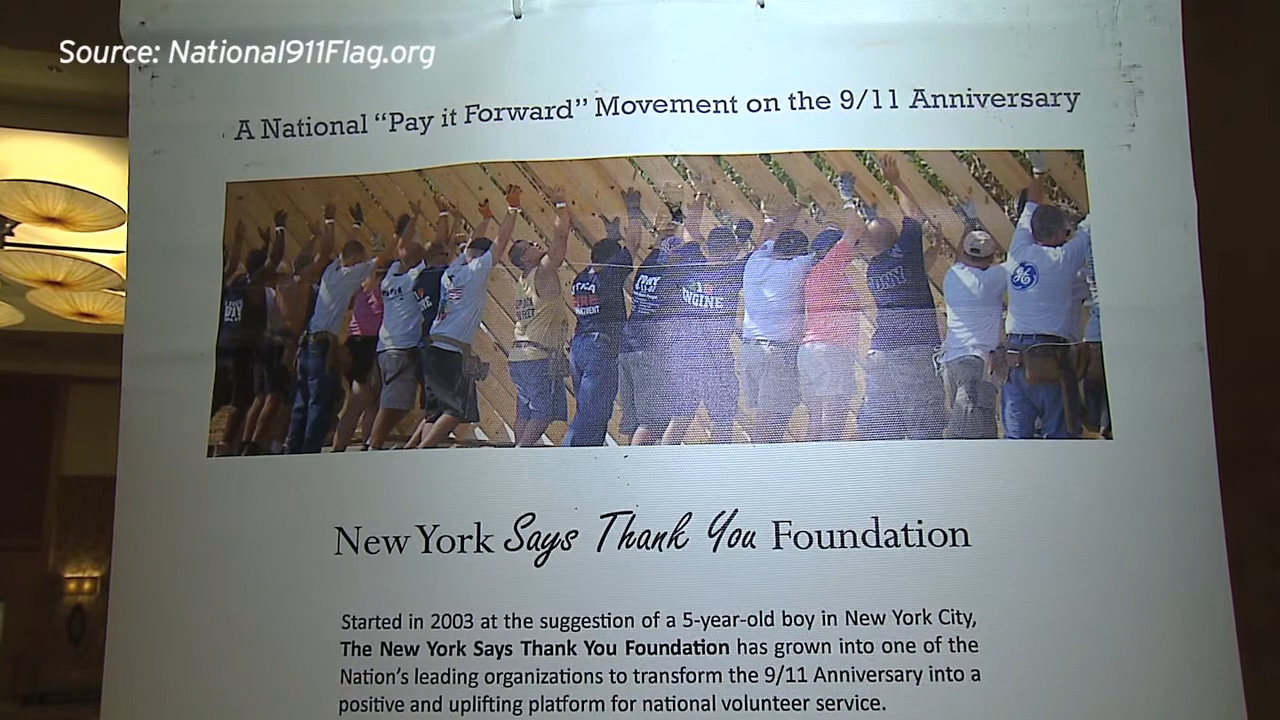 Source: National911Flag.org
A National “Pay it Forward” Movement on the 9/11 Anniversary
ENGINE
New York Says Thank You Foundation
Started in 2003 at the suggestion of a 5-year-old boy in New York City,
The New York Says Thank You Foundation has grown into one of the
Nation’s leading organizations to transform the 9/11 Anniversary into a
positive and uplifting platform for national volunteer service.